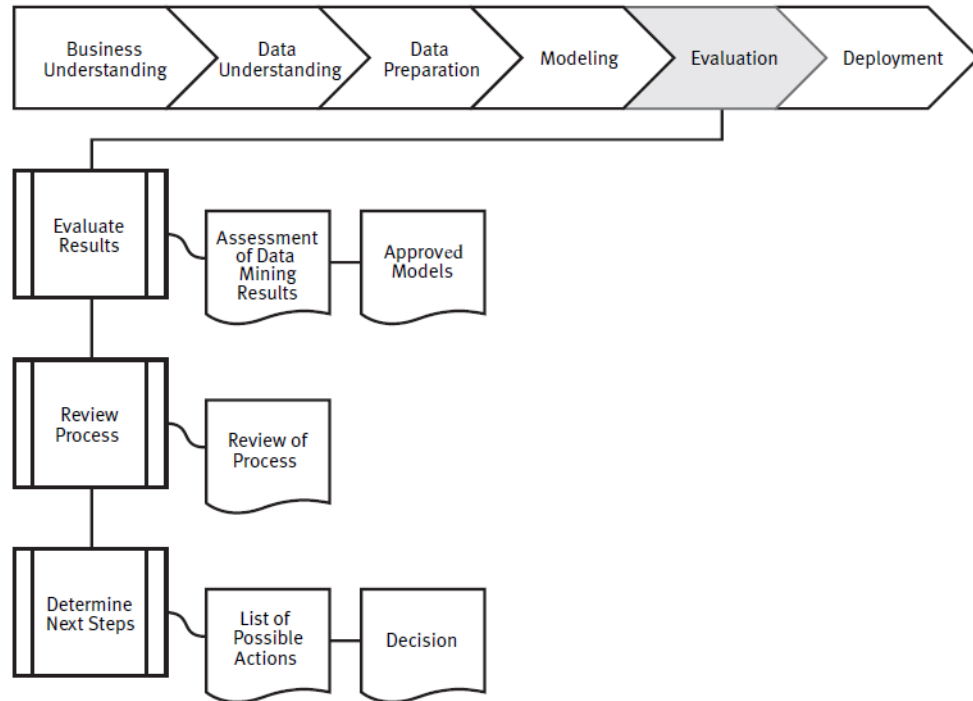 Business
Understanding
Data
Understanding
Data
Preparation
Modeling
Evaluation
Deployment
Evaluate
Results
Assessment
of Data
Mining
Results
Approved
Models
Review
Process
Review of
Process
Determine
Next Steps
List of
Possible
Actions
Decision